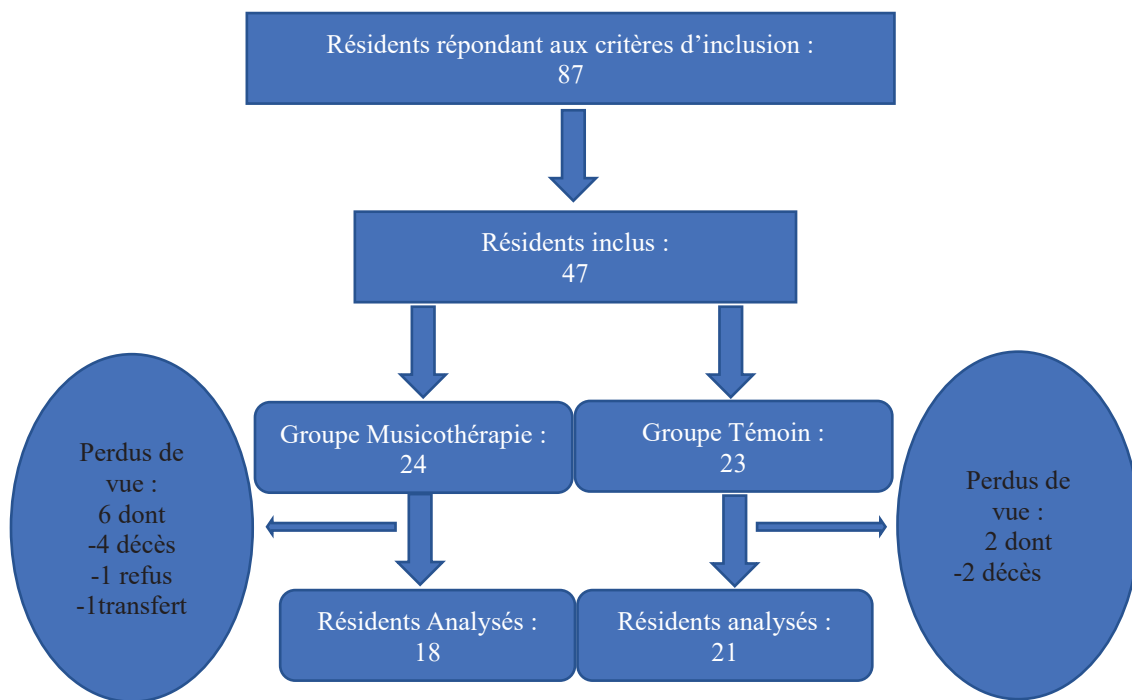 Résidents répondant aux critères d’inclusion :
87
Résidents inclus :
47
Groupe Musicothérapie :
24
Groupe Témoin :
23
Perdus de
vue :
6 dont
-4 décès
-1 refus
-1transfert
Perdus de
vue :
2 dont
-2 décès
Résidents Analysés :
18
Résidents analysés :
21